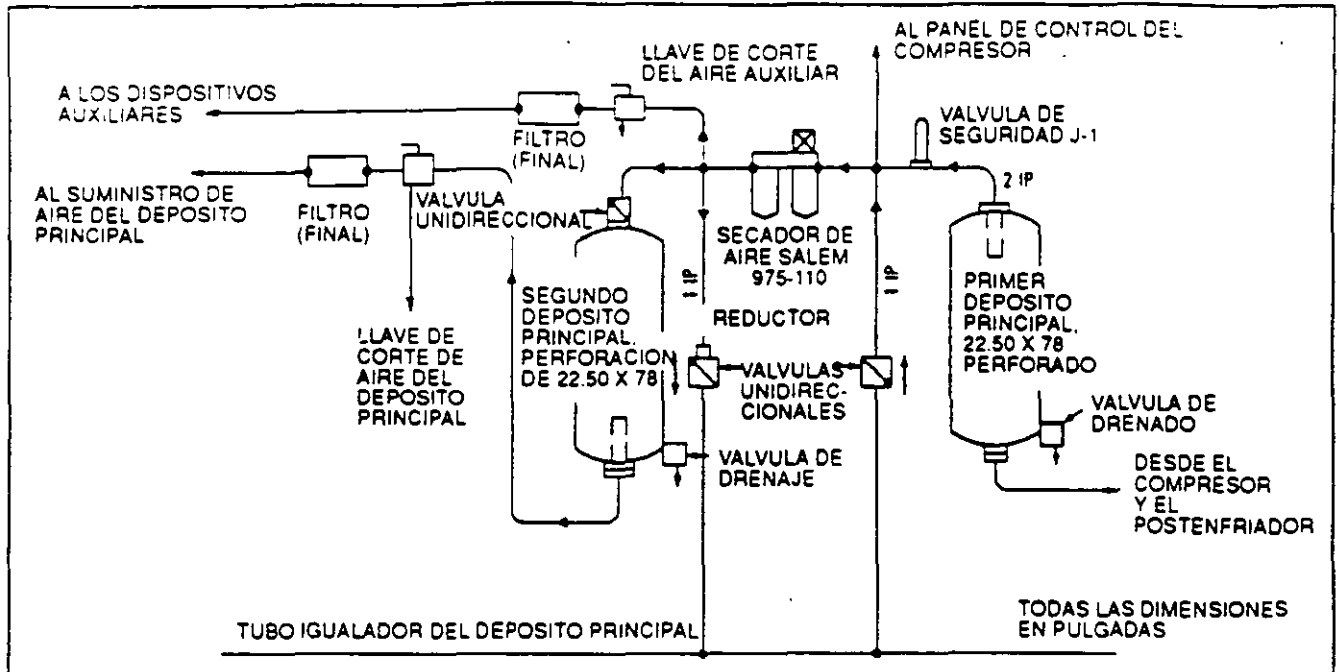 AL PANEL DE CONTROL DEL
COMPRESOR
LLAVE DE CORTE
DEL AIRE AUXILIAR
A LOS DISPOSITIVOS
AUXILIARES
FILTRO
(FINAL)
VALVULA DE
SEGURIDAD J-1
2 IP
AL SUMINISTRO DE
AIRE DEL DEPOSITO
PRINCIPAL
FILTRO
(FINAL)
VALVULA
UNIDIRECCIONAL
SECADOR DE
AIRE SALEM
975-110
1 IP
1 IP
PRIMER
DEPOSITO
PRINCIPAL,
22.50 X 78
PERFORADO
SEGUNDO
DEPOSITO
PRINCIPAL,
PERFORACION
DE 22.50 X 78
REDUCTOR
LLAVE DE
CORTE DE
AIRE DEL
DEPOSITO
PRINCIPAL
VALVULAS
UNIDIREC-
CIONALES
VALVULA DE
DRENADO
VALVULA DE
DRENAJE
DESDE EL
COMPRESOR
Y EL
POSTENFRIADOR
TUBO IGUALADOR DEL DEPOSITO PRINCIPAL
TODAS LAS DIMENSIONES
EN PULGADAS